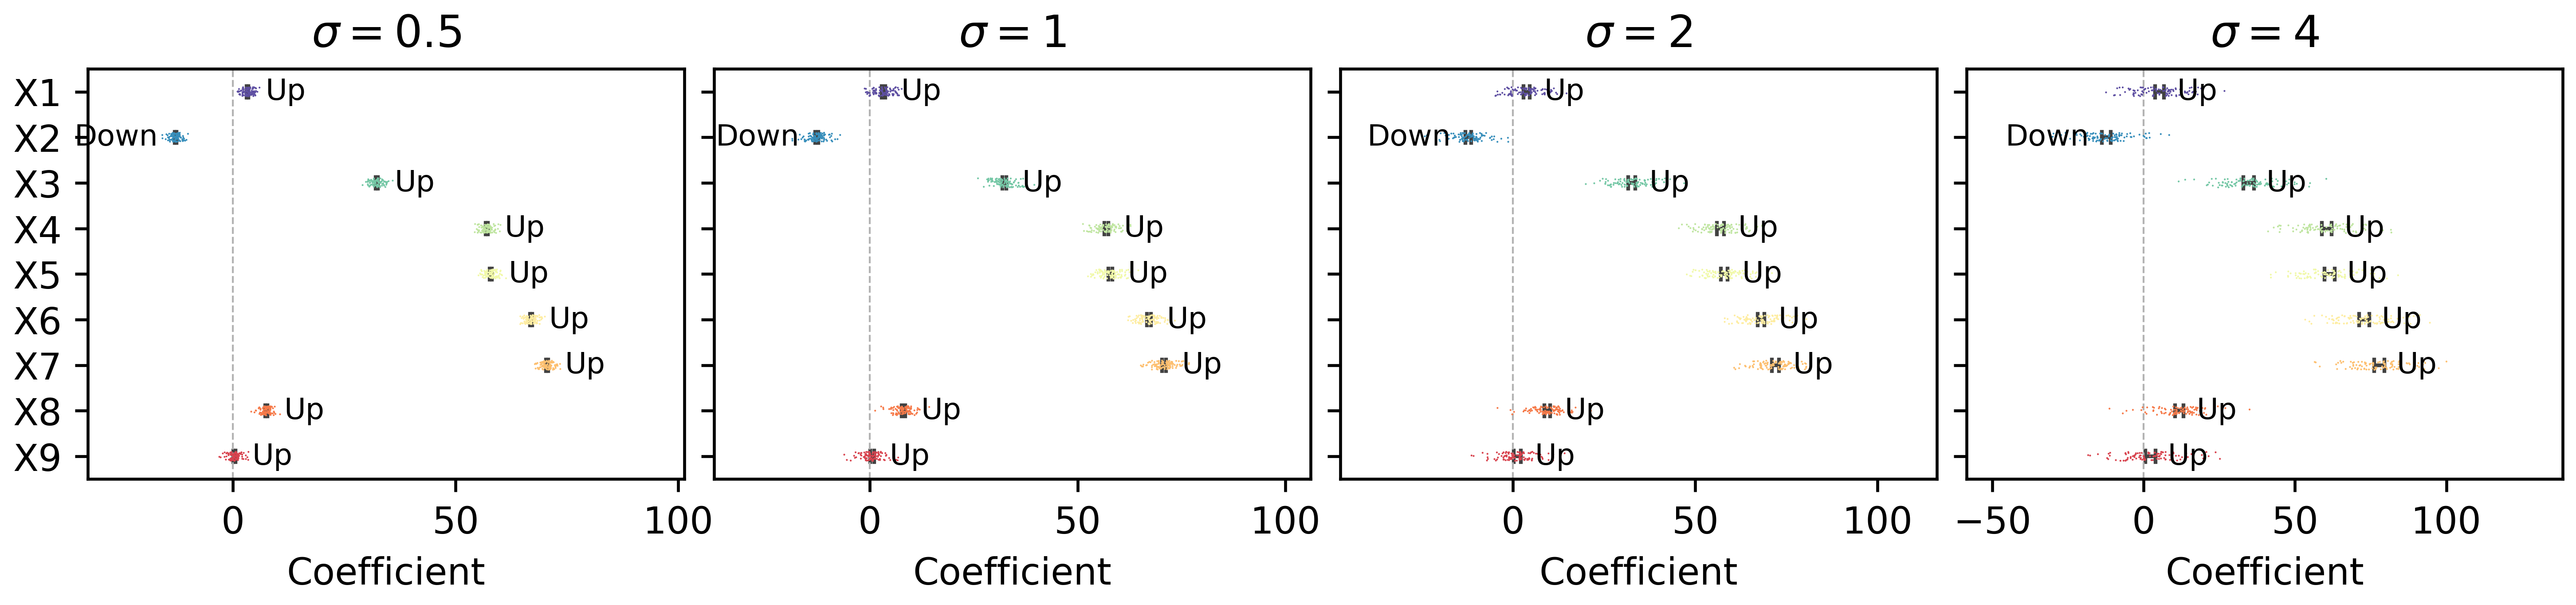 σ = 0.5
σ = 1
σ = 2
σ = 4
X1 Up Up Up Up
X2 Down Down Down Down
X3 Up Up Up Up
X4 Up Up Up Up
X5 Up Up Up Up
X6 Up Up Up Up
X7 Up Up Up Up
X8 Up Up Up Up
X9 Up Up Up Up
0 50 100
0 50 100
0 50 100
−50 0 50 100
Coefficient
Coefficient
Coefficient
Coefficient